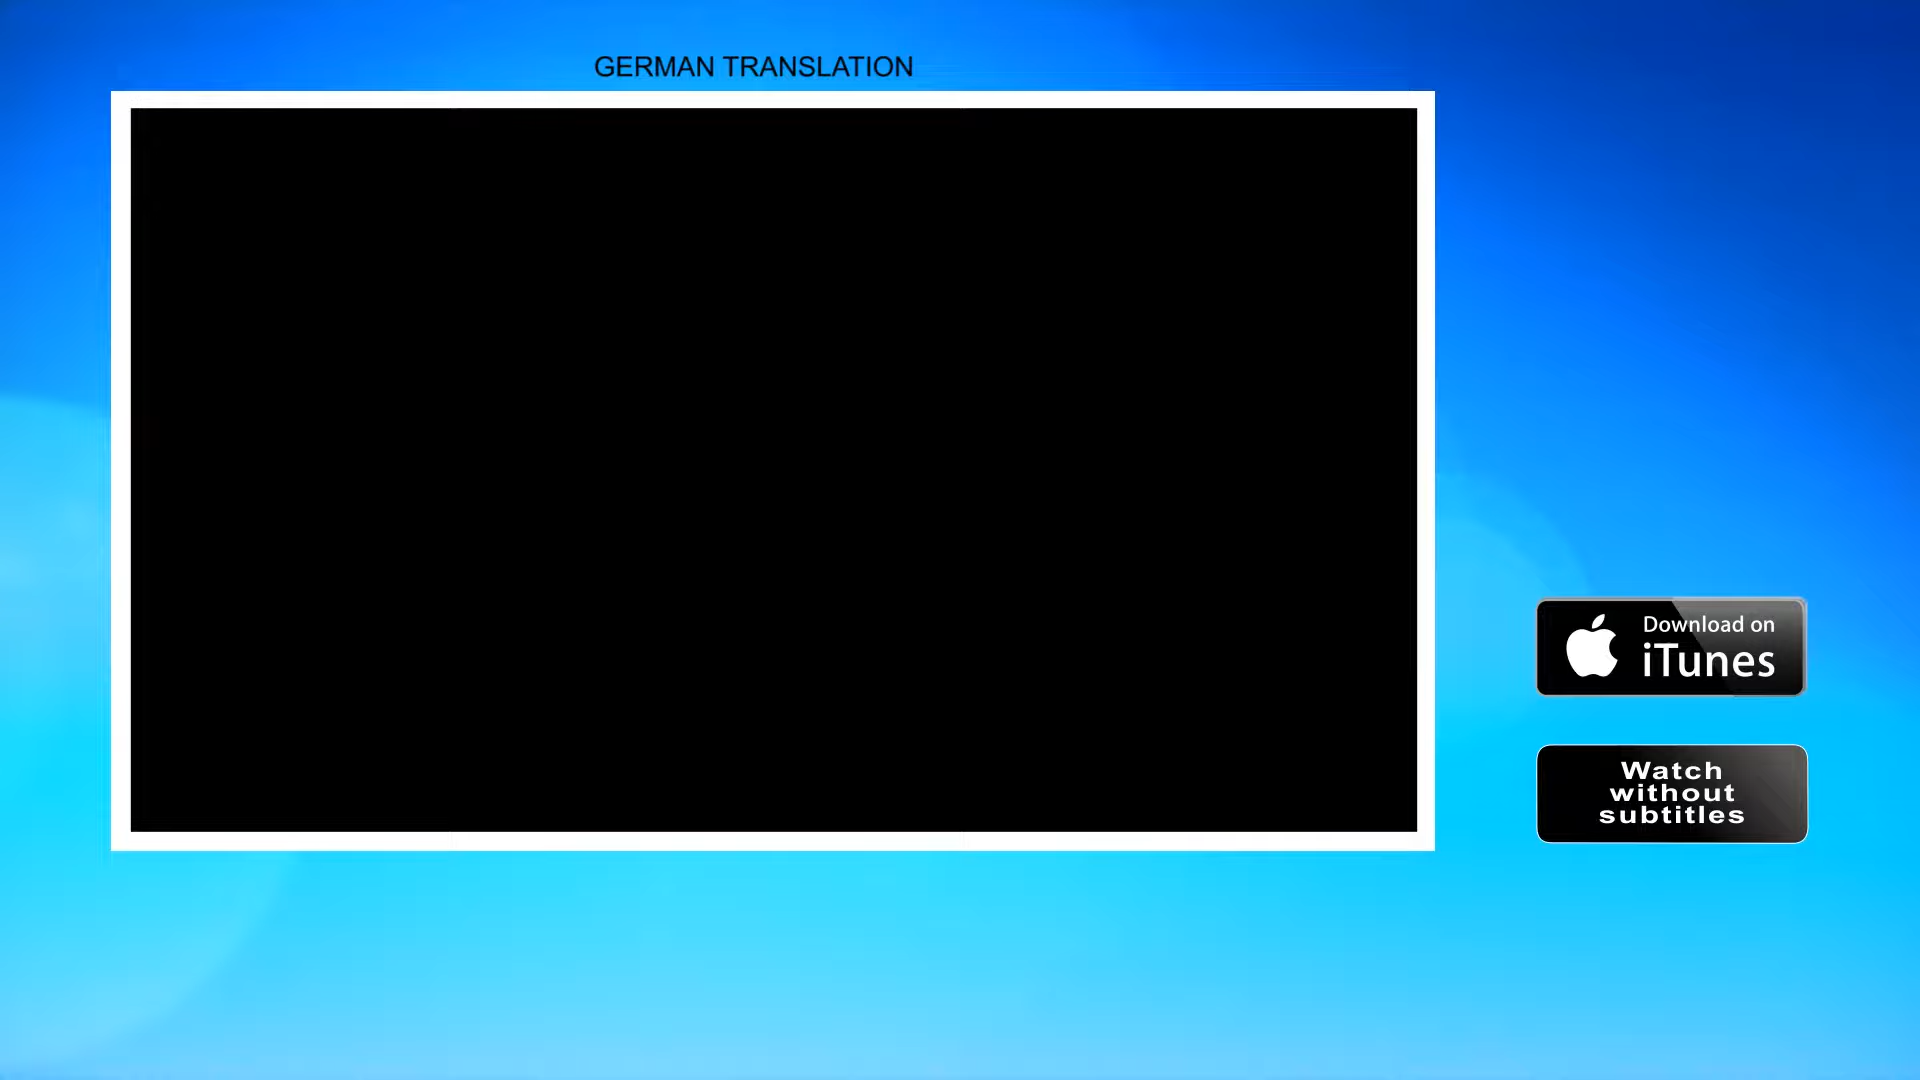 GERMAN TRANSLATION
Download on
iTunes
Watch
without
subtitles